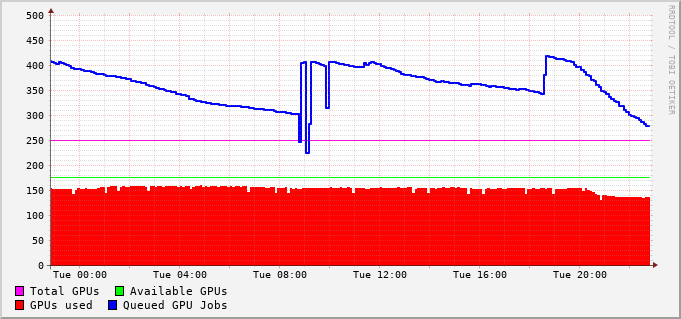 RRDTOOL / TOBI OETIKER
500
450
400
350
300
250
200
150
100
50
0
Tue 00:00 Tue 04:00 Tue 08:00 Tue 12:00 Tue 16:00 Tue 20:00
Total GPUs Available GPUs
GPUs used Queued GPU Jobs